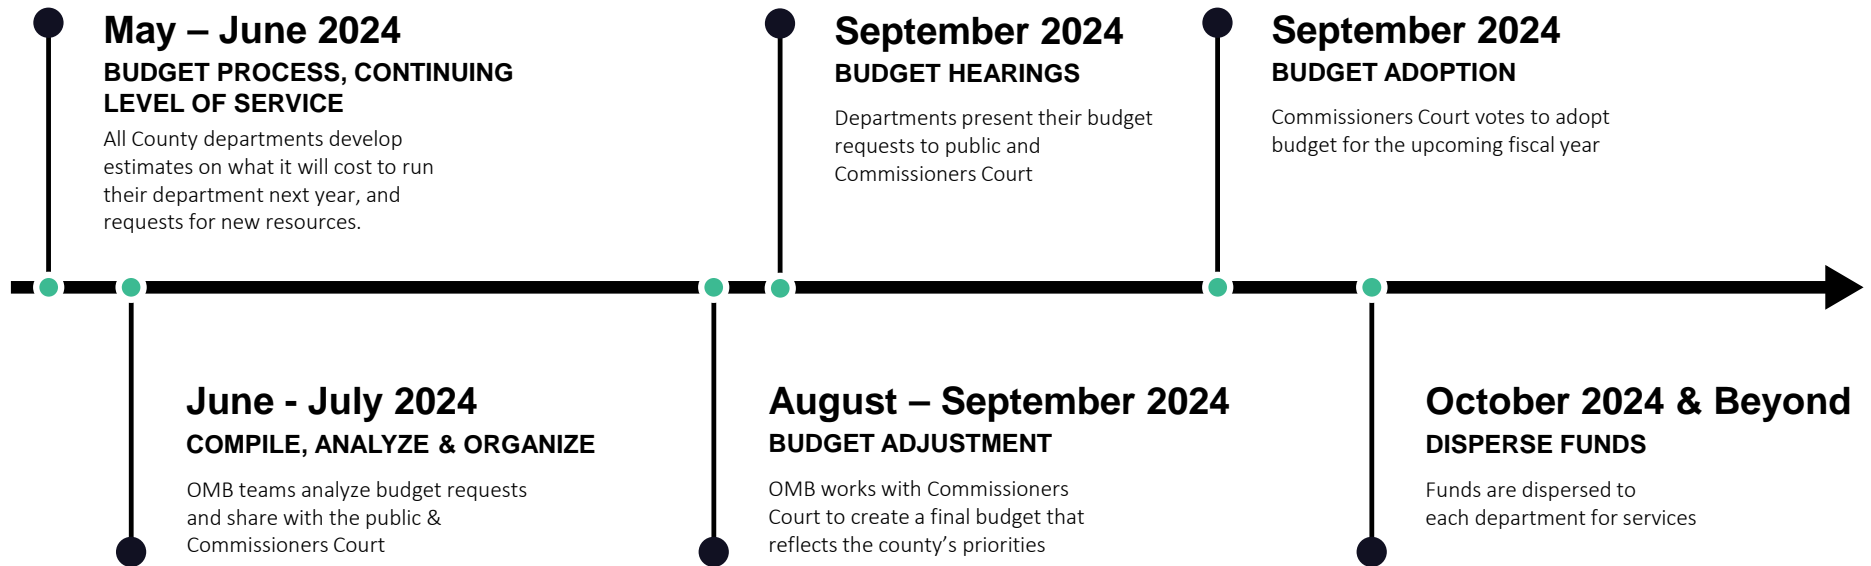 May – June 2024
BUDGET PROCESS, CONTINUING
LEVEL OF SERVICE
All County departments develop
estimates on what it will cost to run
their department next year, and
requests for new resources.
September 2024
BUDGET HEARINGS
Departments present their budget
requests to public and
Commissioners Court
September 2024
BUDGET ADOPTION
Commissioners Court votes to adopt
budget for the upcoming fiscal year
June - July 2024
COMPILE, ANALYZE & ORGANIZE
OMB teams analyze budget requests
and share with the public &
Commissioners Court
August – September 2024
BUDGET ADJUSTMENT
OMB works with Commissioners
Court to create a final budget that
reflects the county’s priorities
October 2024 & Beyond
DISPERSE FUNDS
Funds are dispersed to
each department for services